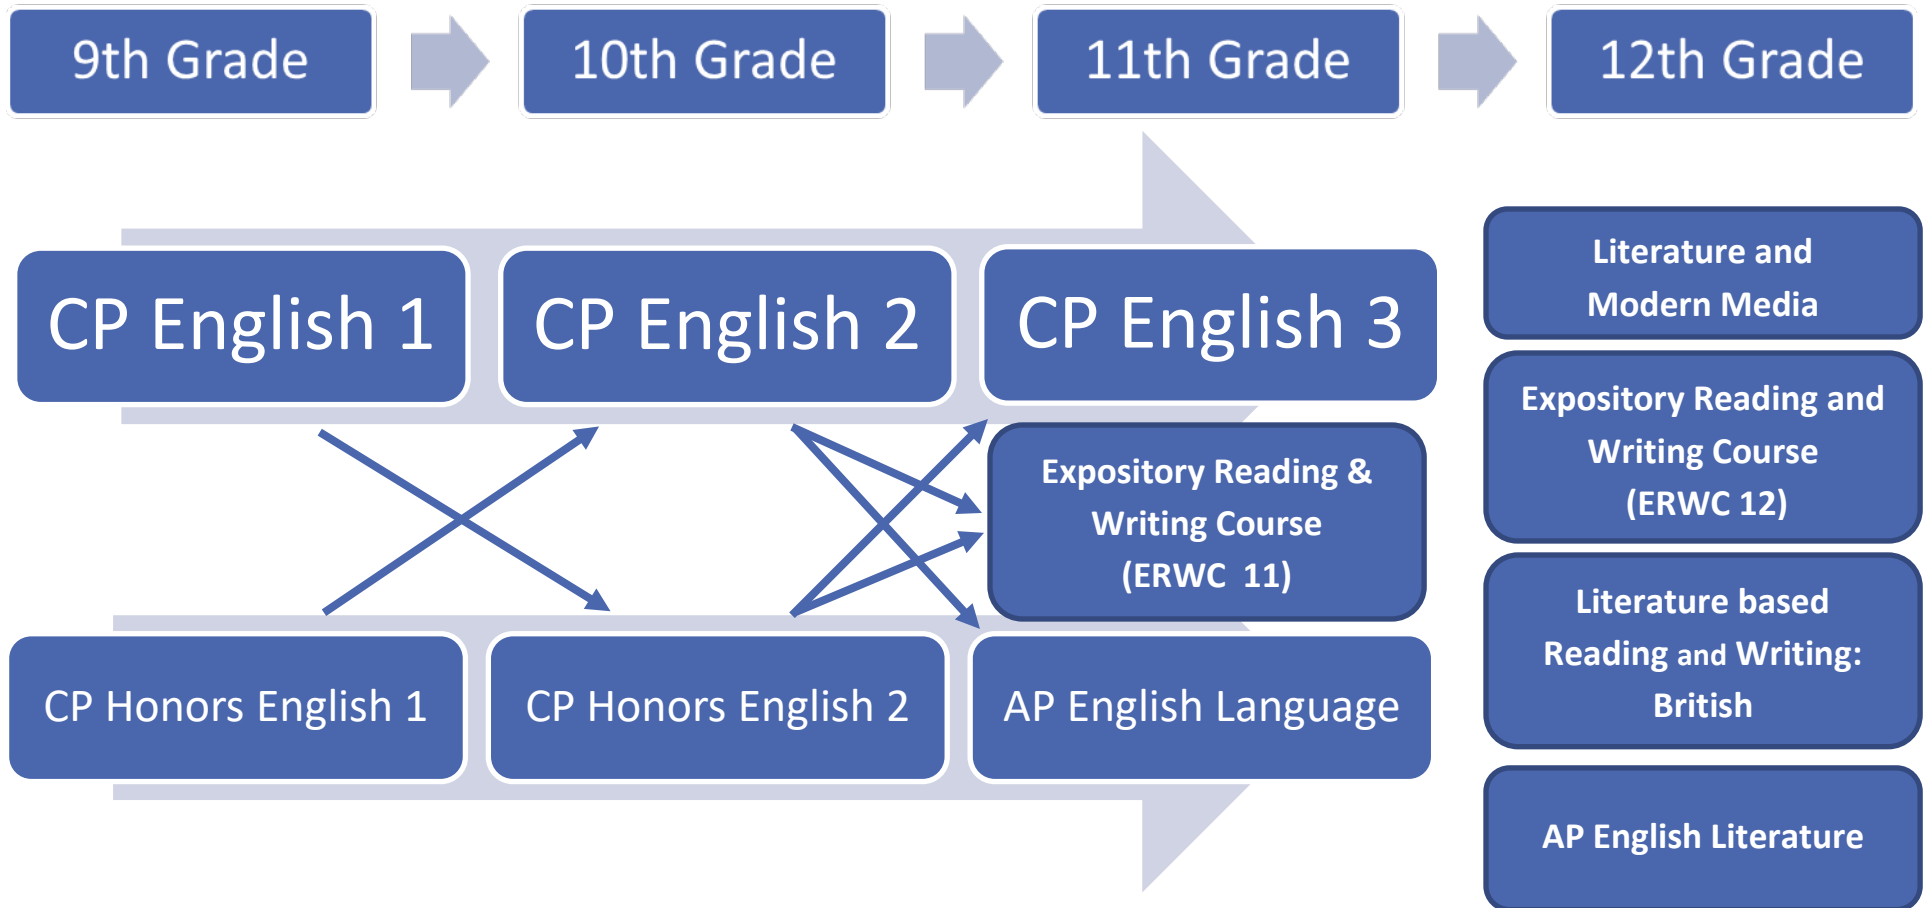 9th Grade
10th Grade
11th Grade
12th Grade
CP English 1
CP English 2
CP English 3
Expository Reading &
Writing Course
(ERWC 11)
CP Honors English 1
CP Honors English 2
AP English Language
Literature and
Modern Media
Expository Reading and
Writing Course
(ERWC 12)
Literature based
Reading and Writing:
British
AP English Literature